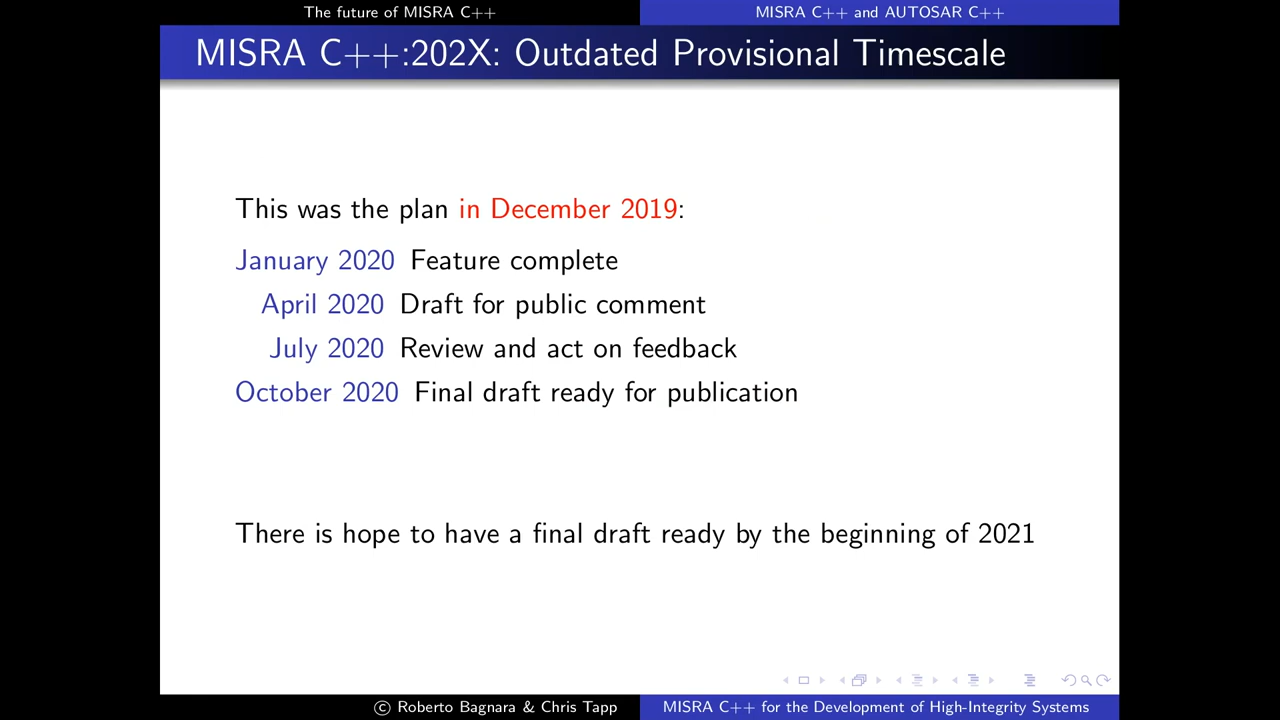 The future of MISRA C++
MISRA C++ and AUTOSAR C++
MISRA C++:202X: Outdated Provisional Timescale
This was the plan in December 2019:
January 2020 Feature complete
April 2020 Draft for public comment
July 2020 Review and act on feedback
October 2020 Final draft ready for publication
There is hope to have a final draft ready by the beginning of 2021
© Roberto Bagnara & Chris Tapp
MISRA C++ for the Development of High-Integrity Systems